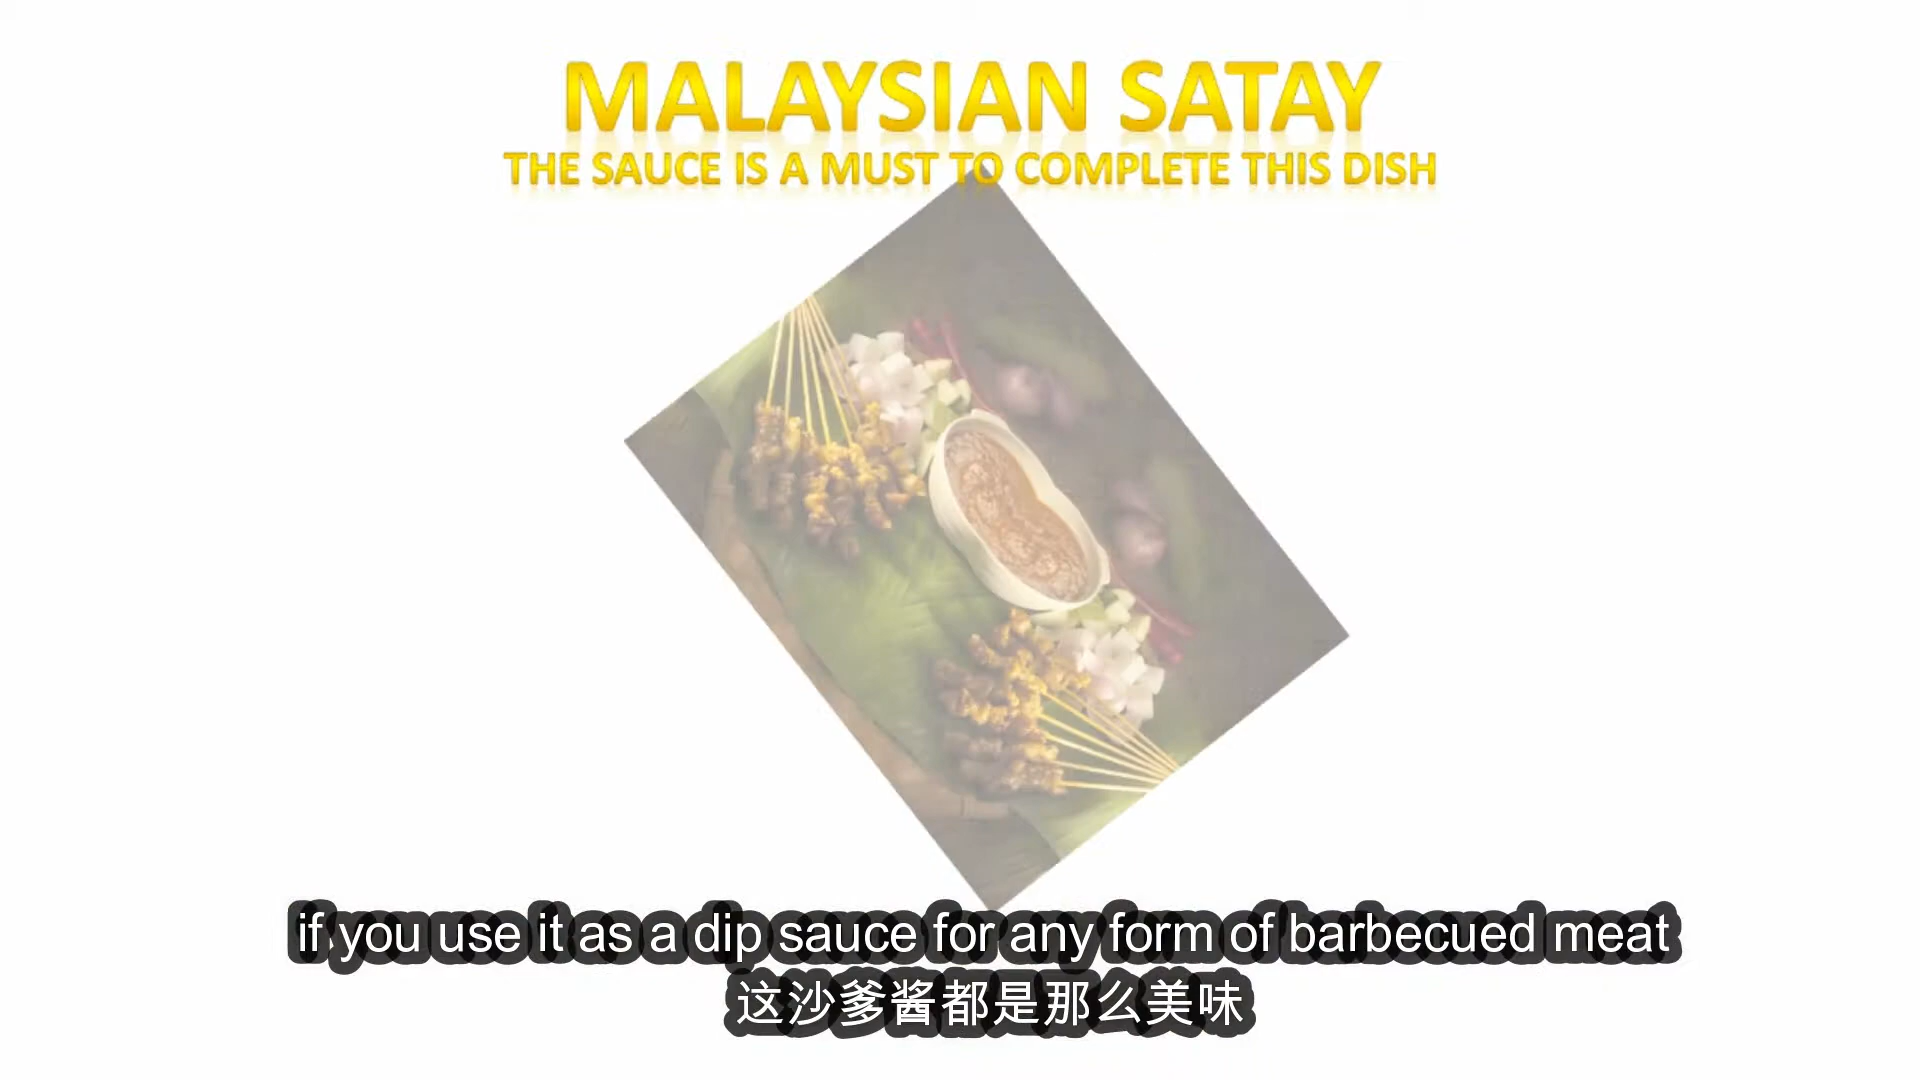 MALAYSIAN SATAY
THE SAUCE IS A MUST TO COMPLETE THIS DISH
if you use it as a dip sauce for any form of barbecued meat
这沙爹酱都是那么美味